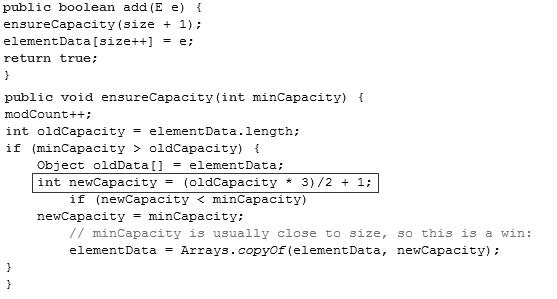 public boolean add(E e) {
ensureCapacity(size + 1);
elementData[size++] = e;
return true;
}
public void ensureCapacity(int minCapacity) {
modCount++;
int oldCapacity = elementData.length;
if (minCapacity > oldCapacity) {
Object oldData[] = elementData;
int newCapacity = (oldCapacity * 3)/2 + 1;
if (newCapacity < minCapacity)
newCapacity = minCapacity;
// minCapacity is usually close to size, so this is a win:
elementData = Arrays.copyOf(elementData, newCapacity);
}
}